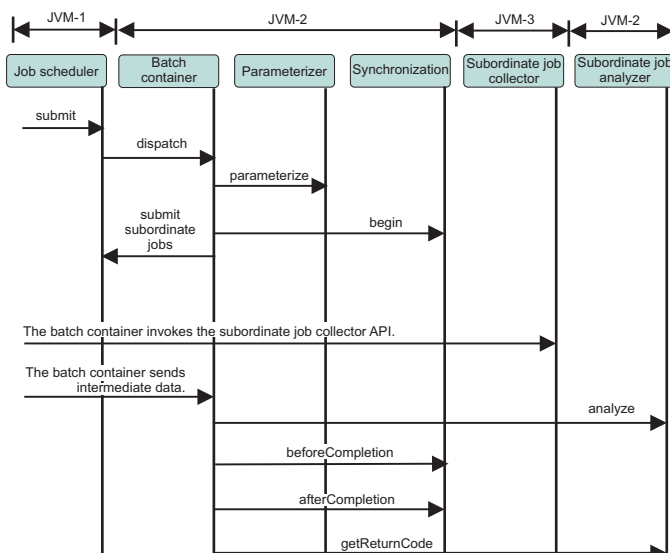 JVM-1
JVM-2
JVM-3
JVM-2
Job scheduler
Batch
container
Parameterizer
Synchronization
Subordinate job
collector
Subordinate job
analyzer
submit
dispatch
parameterize
submit
subordinate
jobs
begin
The batch container invokes the subordinate job collector API.
The batch container sends
intermediate data.
analyze
beforeCompletion
afterCompletion
getReturnCode